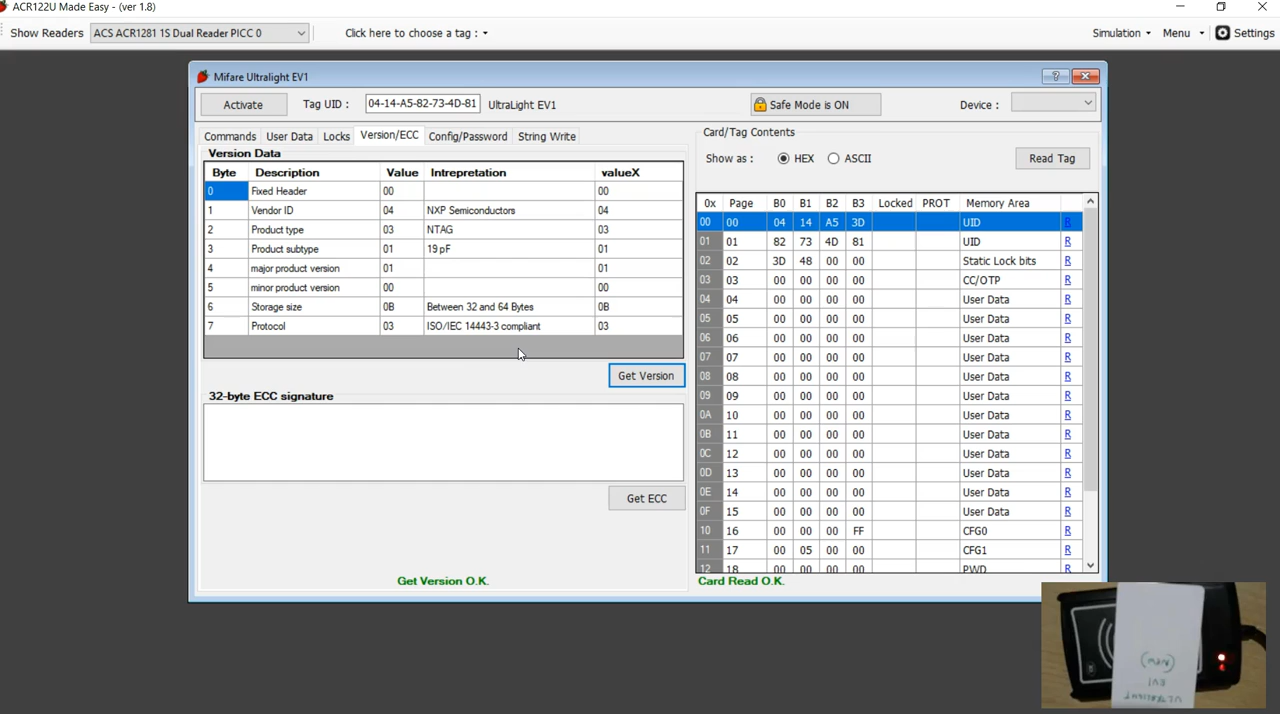 ACR122U Made Easy - (ver 1.8)
Show Readers ACS ACR1281 1S Dual Reader PICC 0 Click here to choose a tag : Simulation Menu Settings
Mifare Ultralight EV1
Activate Tag UID : 04-14-A5-82-73-4D-81 UltraLight EV1 Safe Mode is ON Device :
Commands User Data Locks Version/ECC Config/Password String Write
Version Data
Byte Description Value Intrepretation valueX
0 Fixed Header 00 00
1 Vendor ID 04 NXP Semiconductors 04
2 Product type 03 NTAG 03
3 Product subtype 01 19 pF 01
4 major product version 01 01
5 minor product version 00 00
6 Storage size 0B Between 32 and 64 Bytes 0B
7 Protocol 03 ISO/IEC 14443-3 compliant 03
Get Version
32-byte ECC signature
Get ECC
Get Version O.K.
Card/Tag Contents
Show as : HEX ASCII Read Tag
0x Page B0 B1 B2 B3 Locked PROT Memory Area
00 00 04 14 A5 3D UID R
01 01 82 73 4D 81 UID R
02 02 3D 48 00 00 Static Lock bits R
03 03 00 00 00 00 CC/OTP R
04 04 00 00 00 00 User Data R
05 05 00 00 00 00 User Data R
06 06 00 00 00 00 User Data R
07 07 00 00 00 00 User Data R
08 08 00 00 00 00 User Data R
09 09 00 00 00 00 User Data R
0A 10 00 00 00 00 User Data R
0B 11 00 00 00 00 User Data R
0C 12 00 00 00 00 User Data R
0D 13 00 00 00 00 User Data R
0E 14 00 00 00 00 User Data R
0F 15 00 00 00 00 User Data R
10 16 00 00 00 FF CFG0 R
11 17 00 05 00 00 CFG1 R
12 18 00 00 00 00 PWD R
Card Read O.K.
ULTRALIGHT
EV1
(NEW)